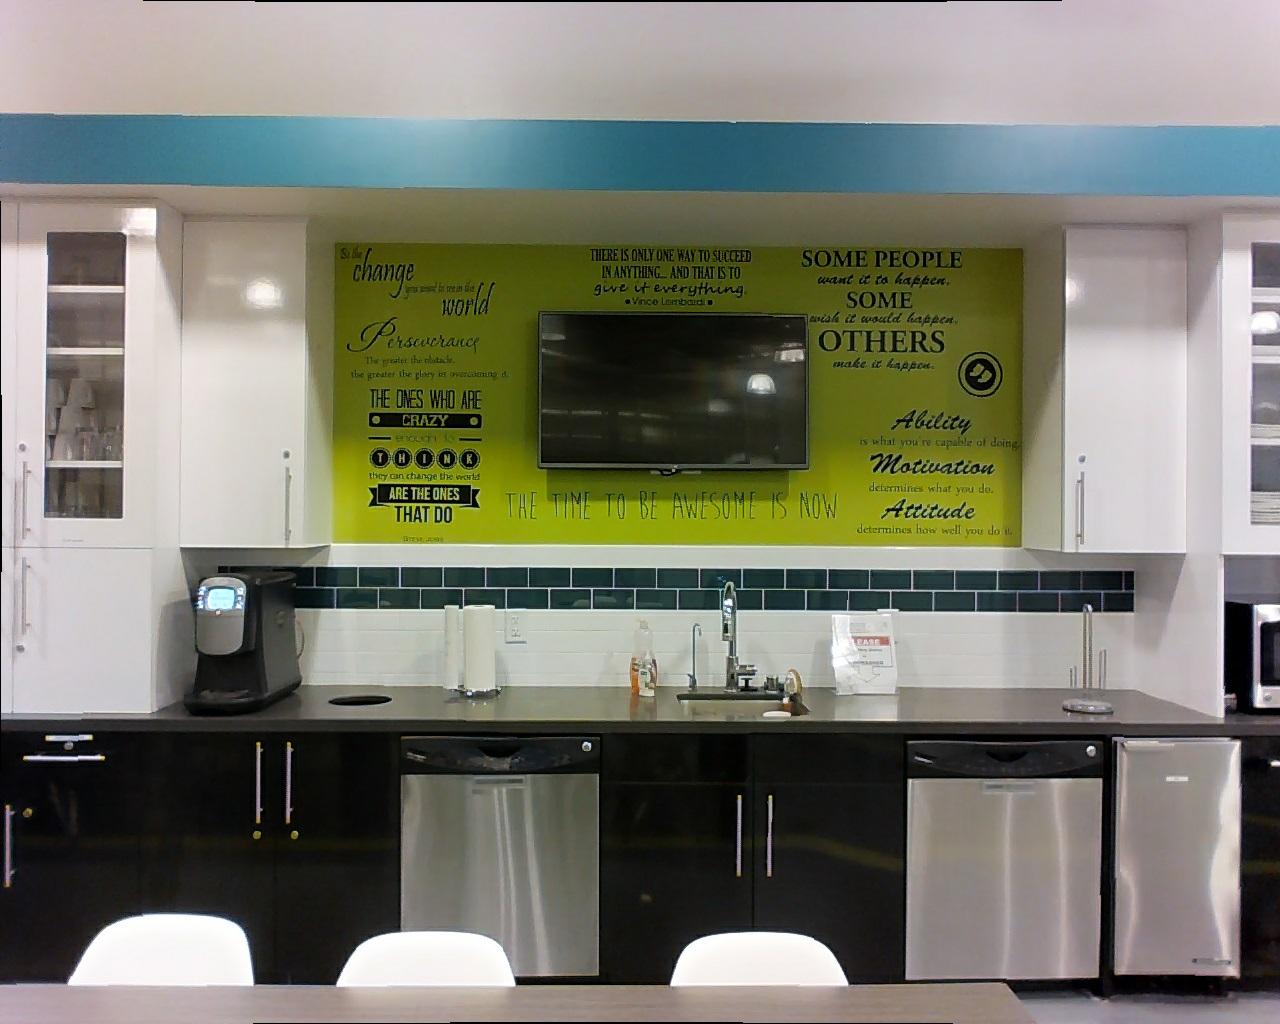 Be the
change
you want to see in the
world
Perseverance
The greater the obstacle,
the greater the glory in overcoming it.
THE ONES WHO ARE
CRAZY
enough to
THINK
they can change the world
ARE THE ONES
THAT DO
Steve Jobs
THERE IS ONLY ONE WAY TO SUCCEED
IN ANYTHING... AND THAT IS TO
give it everything.
•Vince Lombardi•
THE TIME TO BE AWESOME IS NOW
SOME PEOPLE
want it to happen,
SOME
wish it would happen,
OTHERS
make it happen.
Ability
is what you're capable of doing.
Motivation
determines what you do.
Attitude
determines how well you do it.